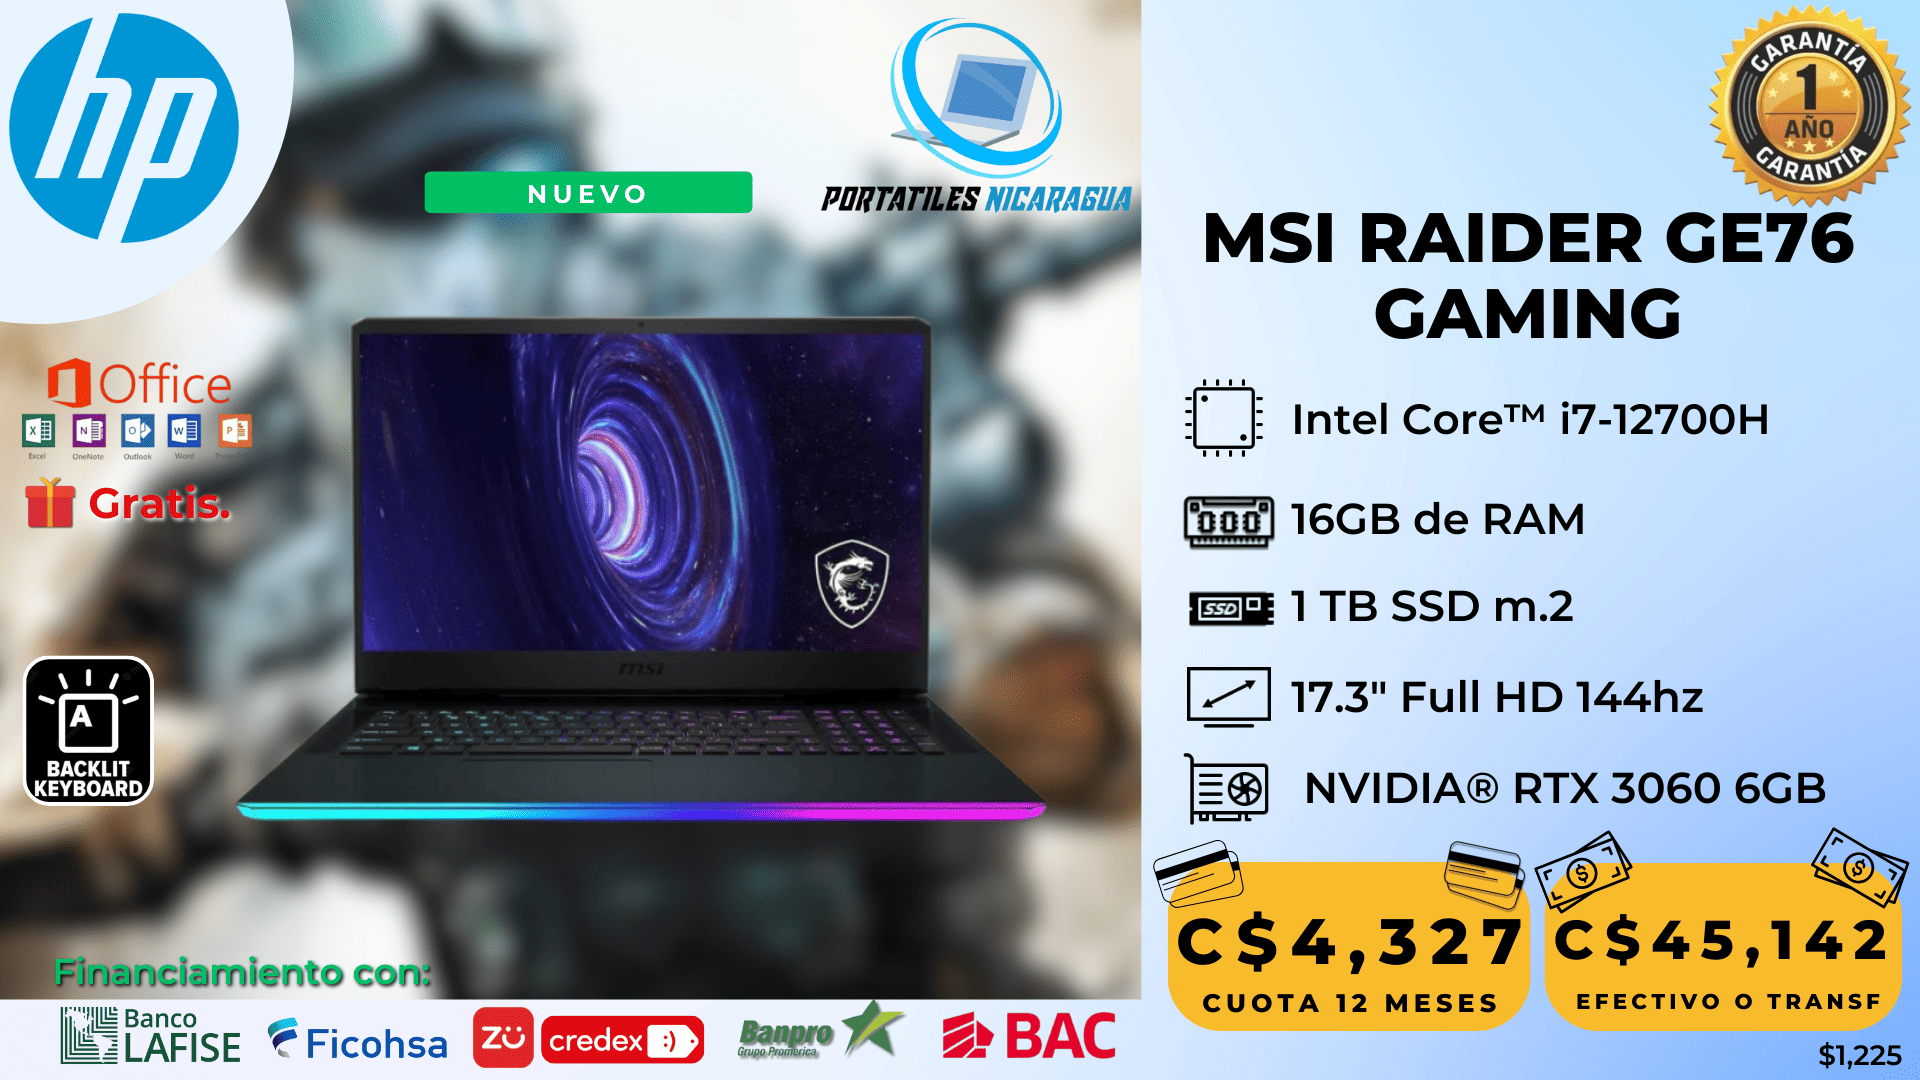 hp
NUEVO
PORTATILES NICARAGUA
GARANTÍA
1
AÑO
GARANTÍA
MSI RAIDER GE76
GAMING
Office
Excel
OneNote
Outlook
Word
Gratis.
msi
A
BACKLIT
KEYBOARD
Intel Core™ i7-12700H
16GB de RAM
SSD
1 TB SSD m.2
17.3" Full HD 144hz
NVIDIA® RTX 3060 6GB
C$4,327
CUOTA 12 MESES
C$45,142
EFECTIVO O TRANSF
$1,225
Financiamiento con:
Banco
LAFISE
Ficohsa
zü
credex :)
Banpro
Grupo Promerica
BAC